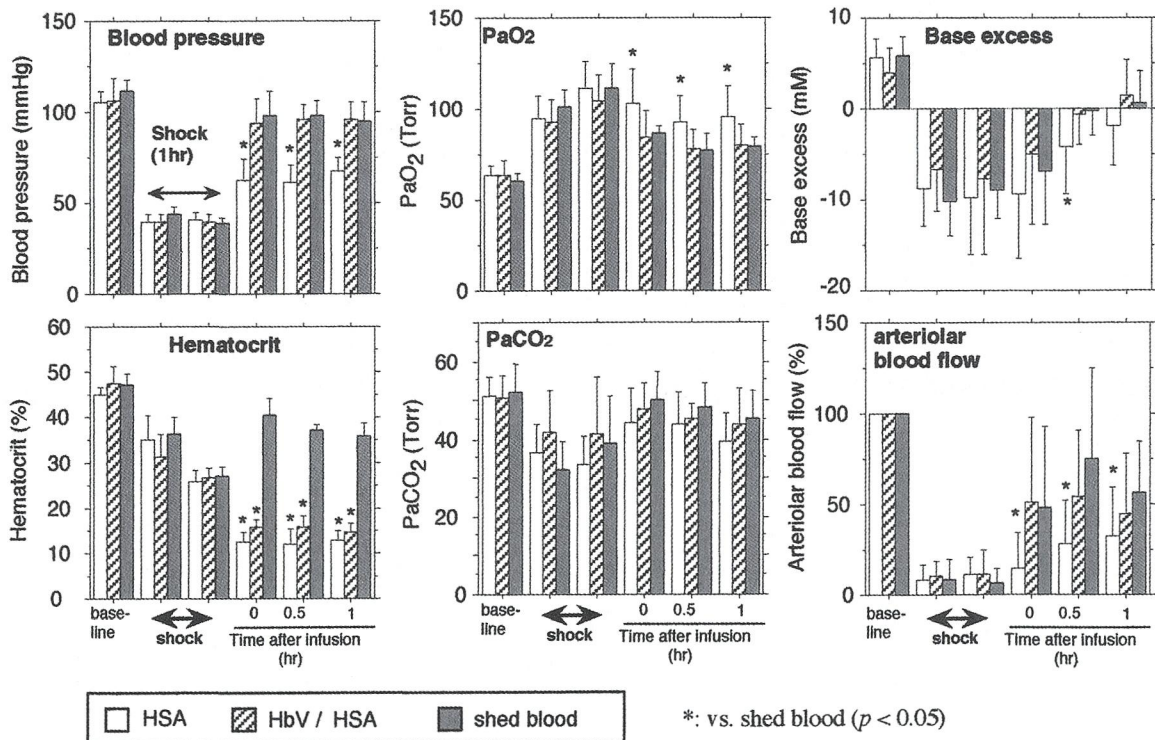 150
100
50
0
Blood pressure (mmHg)
Blood pressure
Shock
(1hr)
* * *
150
100
50
0
PaO2 (Torr)
PaO2
* * *
10
0
-10
-20
Base excess (mM)
Base excess
*
60
50
40
30
20
10
0
Hematocrit (%)
Hematocrit
* * * * * *
base-
line
shock
0 0.5 1
Time after infusion
(hr)
60
40
20
0
PaCO2 (Torr)
PaCO2
base-
line
shock
0 0.5 1
Time after infusion
(hr)
150
100
50
0
Arteriolar blood flow (%)
arteriolar
blood flow
* * *
base-
line
shock
0 0.5 1
Time after infusion
(hr)
HSA HbV / HSA shed blood
*: vs. shed blood (p < 0.05)